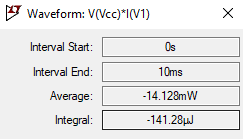 Waveform: V(Vcc)*I(V1)
Interval Start: 0s
Interval End: 10ms
Average: -14.128mW
Integral: -141.28µJ